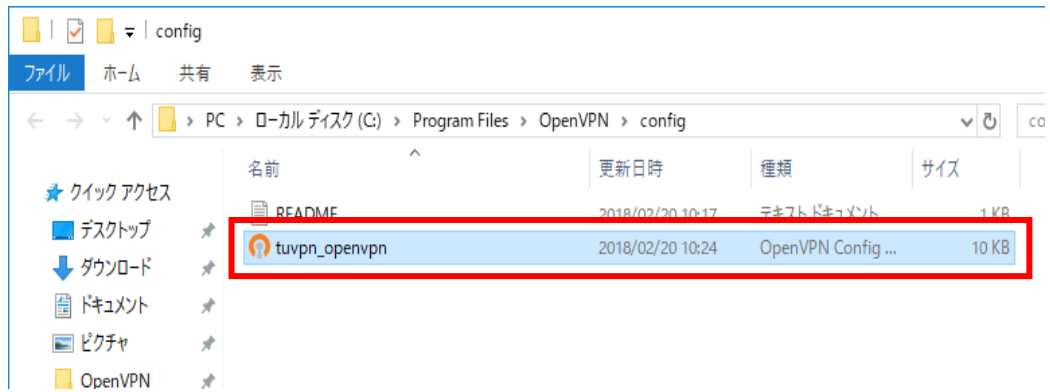 config
ファイル ホーム 共有 表示
PC › ローカル ディスク (C:) › Program Files › OpenVPN › config
co
名前 更新日時 種類 サイズ
クイック アクセス
README 2018/02/20 10:17 テキスト ドキュメント 1 KB
デスクトップ
tuvpn_openvpn 2018/02/20 10:24 OpenVPN Config ... 10 KB
ダウンロード
ドキュメント
ピクチャ
OpenVPN